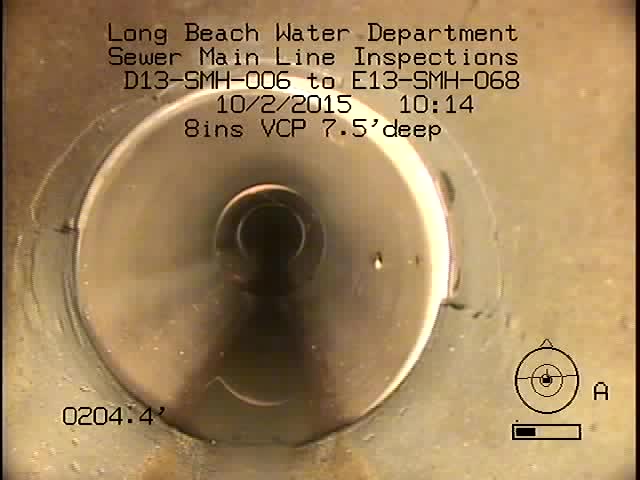 Long Beach Water Department
Sewer Main Line Inspections
D13-SMH-006 to E13-SMH-068
10/2/2015 10:14
8ins VCP 7.5'deep
0204.4'
A